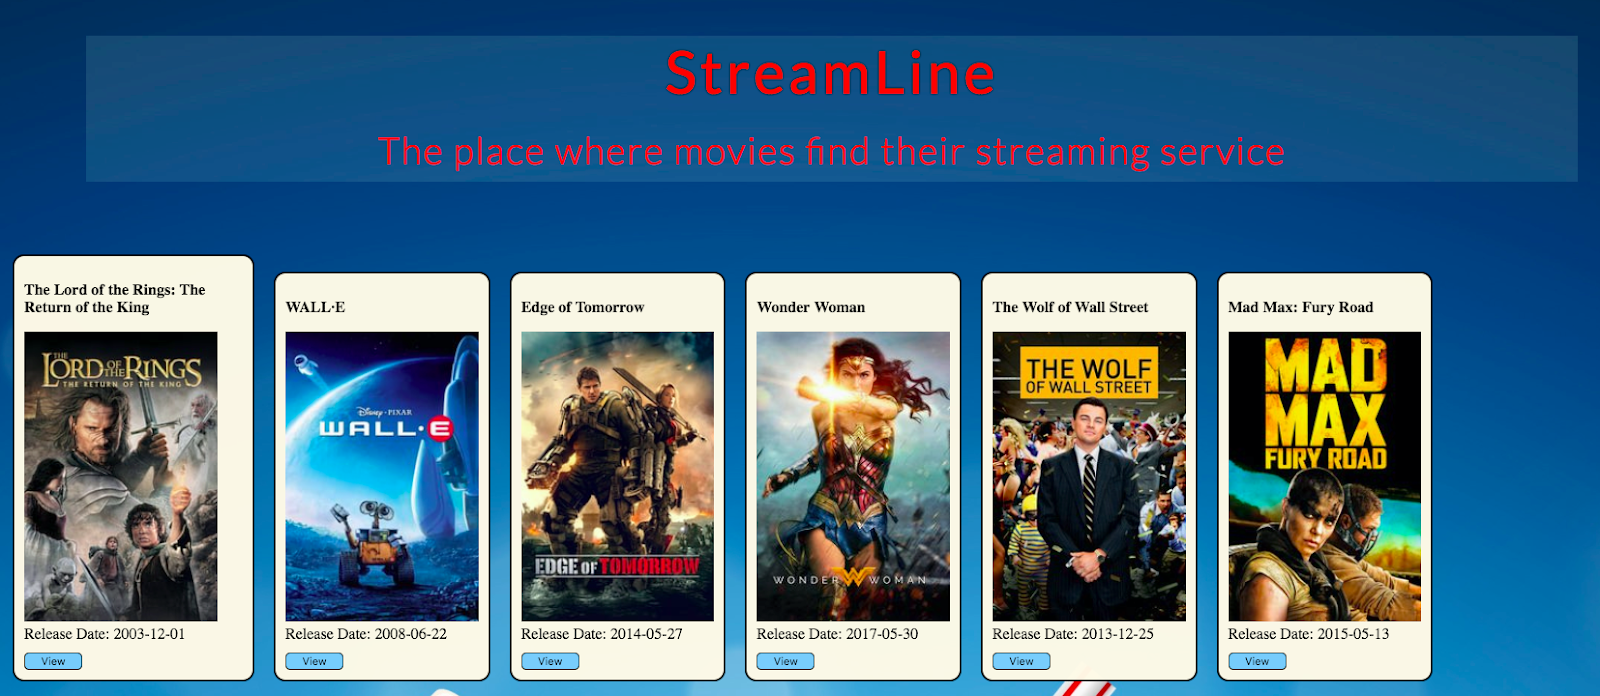 StreamLine
The place where movies find their streaming service
The Lord of the Rings: The
Return of the King
THE
LORD OF THE RINGS
THE RETURN OF THE KING
Release Date: 2003-12-01
View
WALL·E
Disney · PIXAR
WALL·E
Release Date: 2008-06-22
View
Edge of Tomorrow
EDGE OF TOMORROW
Release Date: 2014-05-27
View
Wonder Woman
WONDER WOMAN
Release Date: 2017-05-30
View
The Wolf of Wall Street
THE WOLF
OF WALL STREET
Release Date: 2013-12-25
View
Mad Max: Fury Road
MAD
MAX
FURY ROAD
Release Date: 2015-05-13
View